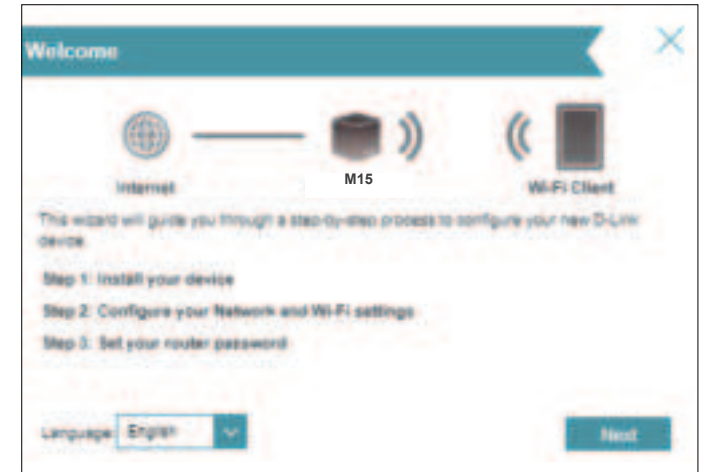 Welcome
Internet
M15
Wi-Fi Client
This wizard will guide you through a step-by-step process to configure your new D-Link
device.
Step 1: Install your device
Step 2: Configure your Network and Wi-Fi settings
Step 3: Set your router password
Language: English
Next